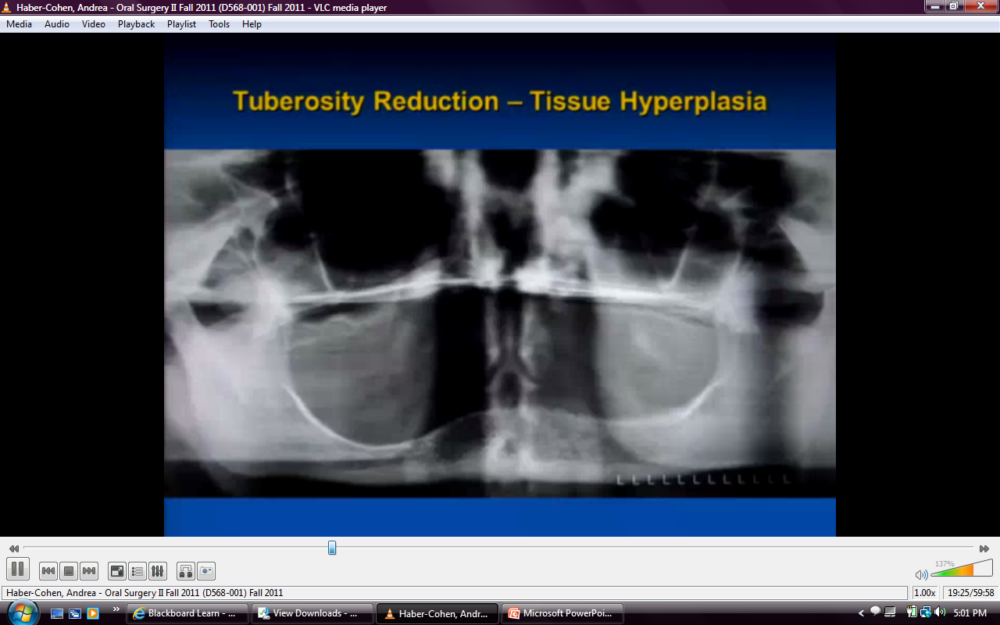 Haber-Cohen, Andrea - Oral Surgery II Fall 2011 (D568-001) Fall 2011 - VLC media player
Media Audio Video Playback Playlist Tools Help
Tuberosity Reduction – Tissue Hyperplasia
L L L L L L L L L L L L
137%
Haber-Cohen, Andrea - Oral Surgery II Fall 2011 (D568-001) Fall 2011 1.00x 19:25/59:58
» Blackboard Learn - ... View Downloads - ... Haber-Cohen, Andr... Microsoft PowerPoi... < 5:01 PM